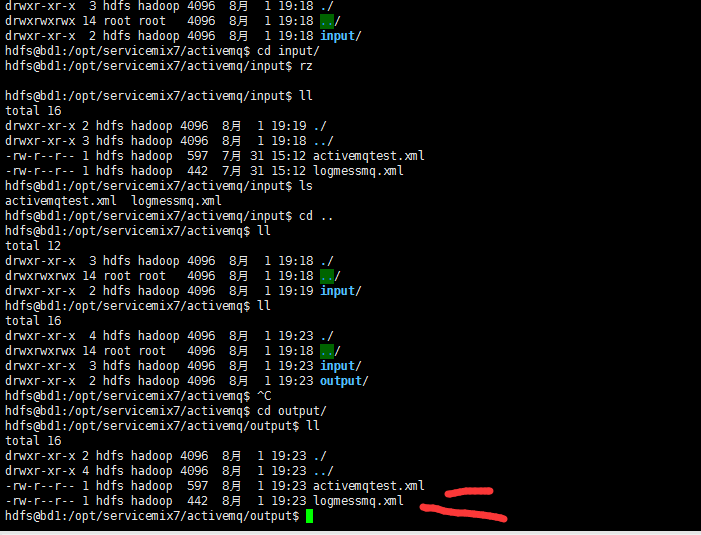 drwxr-xr-x  3 hdfs hadoop 4096  8月   1 19:18 ./
drwxrwxrwx 14 root root   4096  8月   1 19:18 ../
drwxr-xr-x  2 hdfs hadoop 4096  8月   1 19:18 input/
hdfs@bd1:/opt/servicemix7/activemq$ cd input/
hdfs@bd1:/opt/servicemix7/activemq/input$ rz
hdfs@bd1:/opt/servicemix7/activemq/input$ ll
total 16
drwxr-xr-x 2 hdfs hadoop 4096  8月   1 19:19 ./
drwxr-xr-x 3 hdfs hadoop 4096  8月   1 19:18 ../
-rw-r--r-- 1 hdfs hadoop  597  7月  31 15:12 activemqtest.xml
-rw-r--r-- 1 hdfs hadoop  442  7月  31 15:12 logmessmq.xml
hdfs@bd1:/opt/servicemix7/activemq/input$ ls
activemqtest.xml  logmessmq.xml
hdfs@bd1:/opt/servicemix7/activemq/input$ cd ..
hdfs@bd1:/opt/servicemix7/activemq$ ll
total 12
drwxr-xr-x  3 hdfs hadoop 4096  8月   1 19:18 ./
drwxrwxrwx 14 root root   4096  8月   1 19:18 ../
drwxr-xr-x  2 hdfs hadoop 4096  8月   1 19:19 input/
hdfs@bd1:/opt/servicemix7/activemq$ ll
total 16
drwxr-xr-x  4 hdfs hadoop 4096  8月   1 19:23 ./
drwxrwxrwx 14 root root   4096  8月   1 19:18 ../
drwxr-xr-x  3 hdfs hadoop 4096  8月   1 19:23 input/
drwxr-xr-x  2 hdfs hadoop 4096  8月   1 19:23 output/
hdfs@bd1:/opt/servicemix7/activemq$ ^C
hdfs@bd1:/opt/servicemix7/activemq$ cd output/
hdfs@bd1:/opt/servicemix7/activemq/output$ ll
total 16
drwxr-xr-x 2 hdfs hadoop 4096  8月   1 19:23 ./
drwxr-xr-x 4 hdfs hadoop 4096  8月   1 19:23 ../
-rw-r--r-- 1 hdfs hadoop  597  8月   1 19:23 activemqtest.xml
-rw-r--r-- 1 hdfs hadoop  442  8月   1 19:23 logmessmq.xml
hdfs@bd1:/opt/servicemix7/activemq/output$